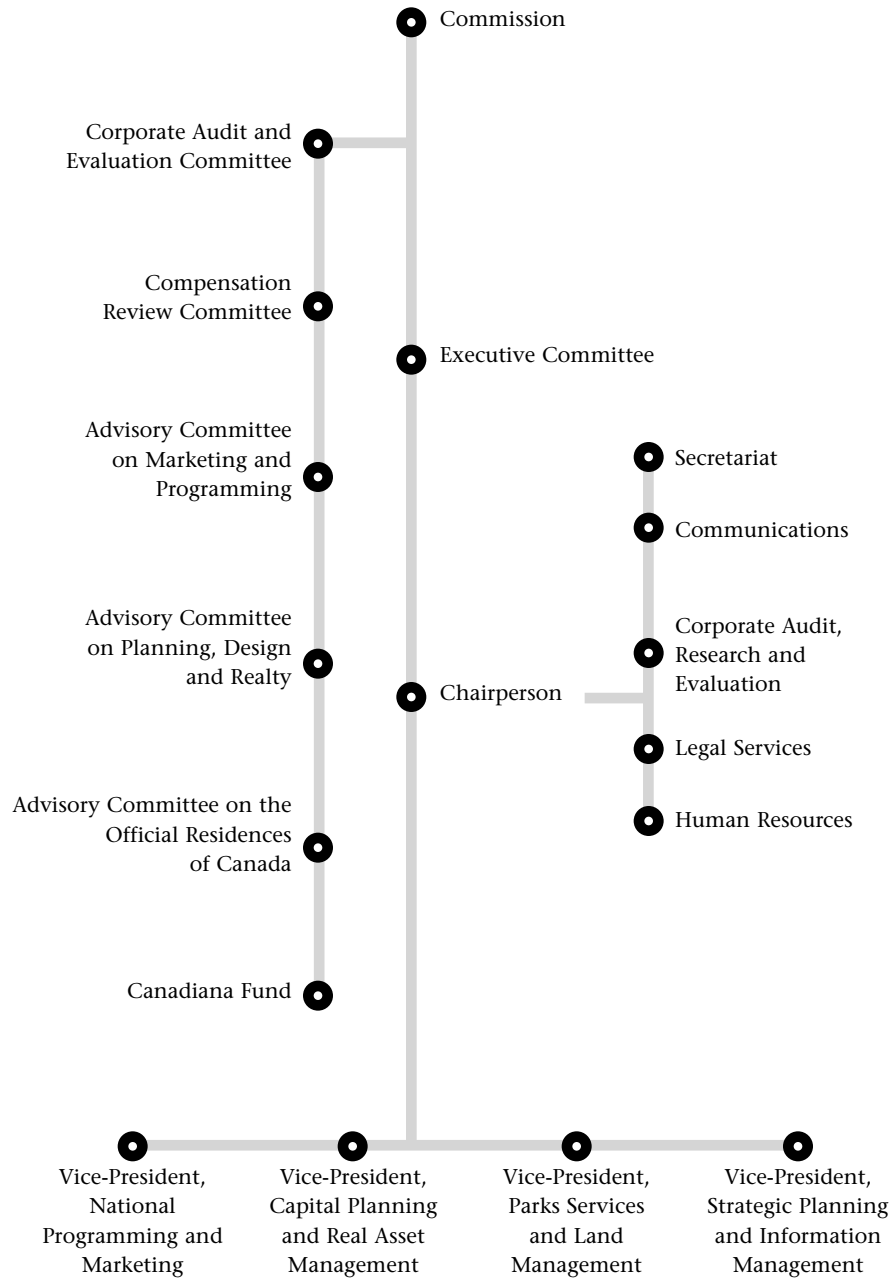 Commission
Corporate Audit and
Evaluation Committee
Compensation
Review Committee
Executive Committee
Advisory Committee
on Marketing and
Programming
Secretariat
Communications
Advisory Committee
on Planning, Design
and Realty
Corporate Audit,
Research and
Evaluation
Chairperson
Legal Services
Advisory Committee on the
Official Residences
of Canada
Human Resources
Canadiana Fund
Vice-President,
National
Programming and
Marketing
Vice-President,
Capital Planning
and Real Asset
Management
Vice-President,
Parks Services
and Land
Management
Vice-President,
Strategic Planning
and Information
Management